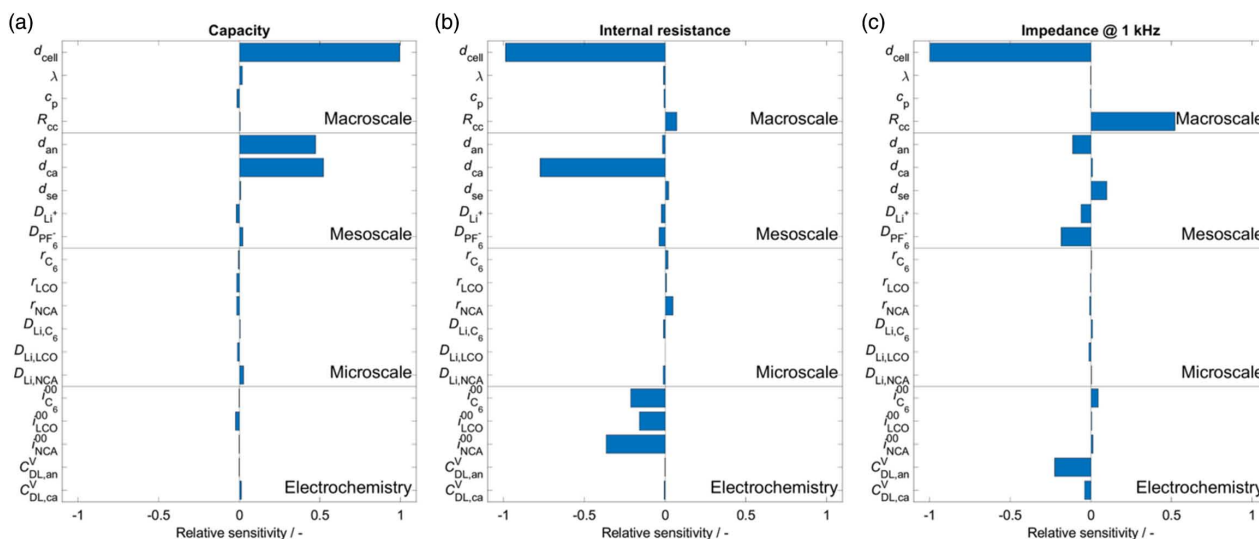 (a)
Capacity
d_cell
λ
c_p
R_cc
Macroscale
d_an
d_ca
d_se
D_Li⁺
D_PF₆⁻
Mesoscale
r_C₆
r_LCO
r_NCA
D_Li,C₆
D_Li,LCO
D_Li,NCA
Microscale
i⁰⁰_C₆
i⁰⁰_LCO
i⁰⁰_NCA
C^V_DL,an
C^V_DL,ca
Electrochemistry
-1 -0.5 0 0.5 1
Relative sensitivity / -
(b)
Internal resistance
d_cell
λ
c_p
R_cc
Macroscale
d_an
d_ca
d_se
D_Li⁺
D_PF₆⁻
Mesoscale
r_C₆
r_LCO
r_NCA
D_Li,C₆
D_Li,LCO
D_Li,NCA
Microscale
i⁰⁰_C₆
i⁰⁰_LCO
i⁰⁰_NCA
C^V_DL,an
C^V_DL,ca
Electrochemistry
-1 -0.5 0 0.5 1
Relative sensitivity / -
(c)
Impedance @ 1 kHz
d_cell
λ
c_p
R_cc
Macroscale
d_an
d_ca
d_se
D_Li⁺
D_PF₆⁻
Mesoscale
r_C₆
r_LCO
r_NCA
D_Li,C₆
D_Li,LCO
D_Li,NCA
Microscale
i⁰⁰_C₆
i⁰⁰_LCO
i⁰⁰_NCA
C^V_DL,an
C^V_DL,ca
Electrochemistry
-1 -0.5 0 0.5 1
Relative sensitivity / -